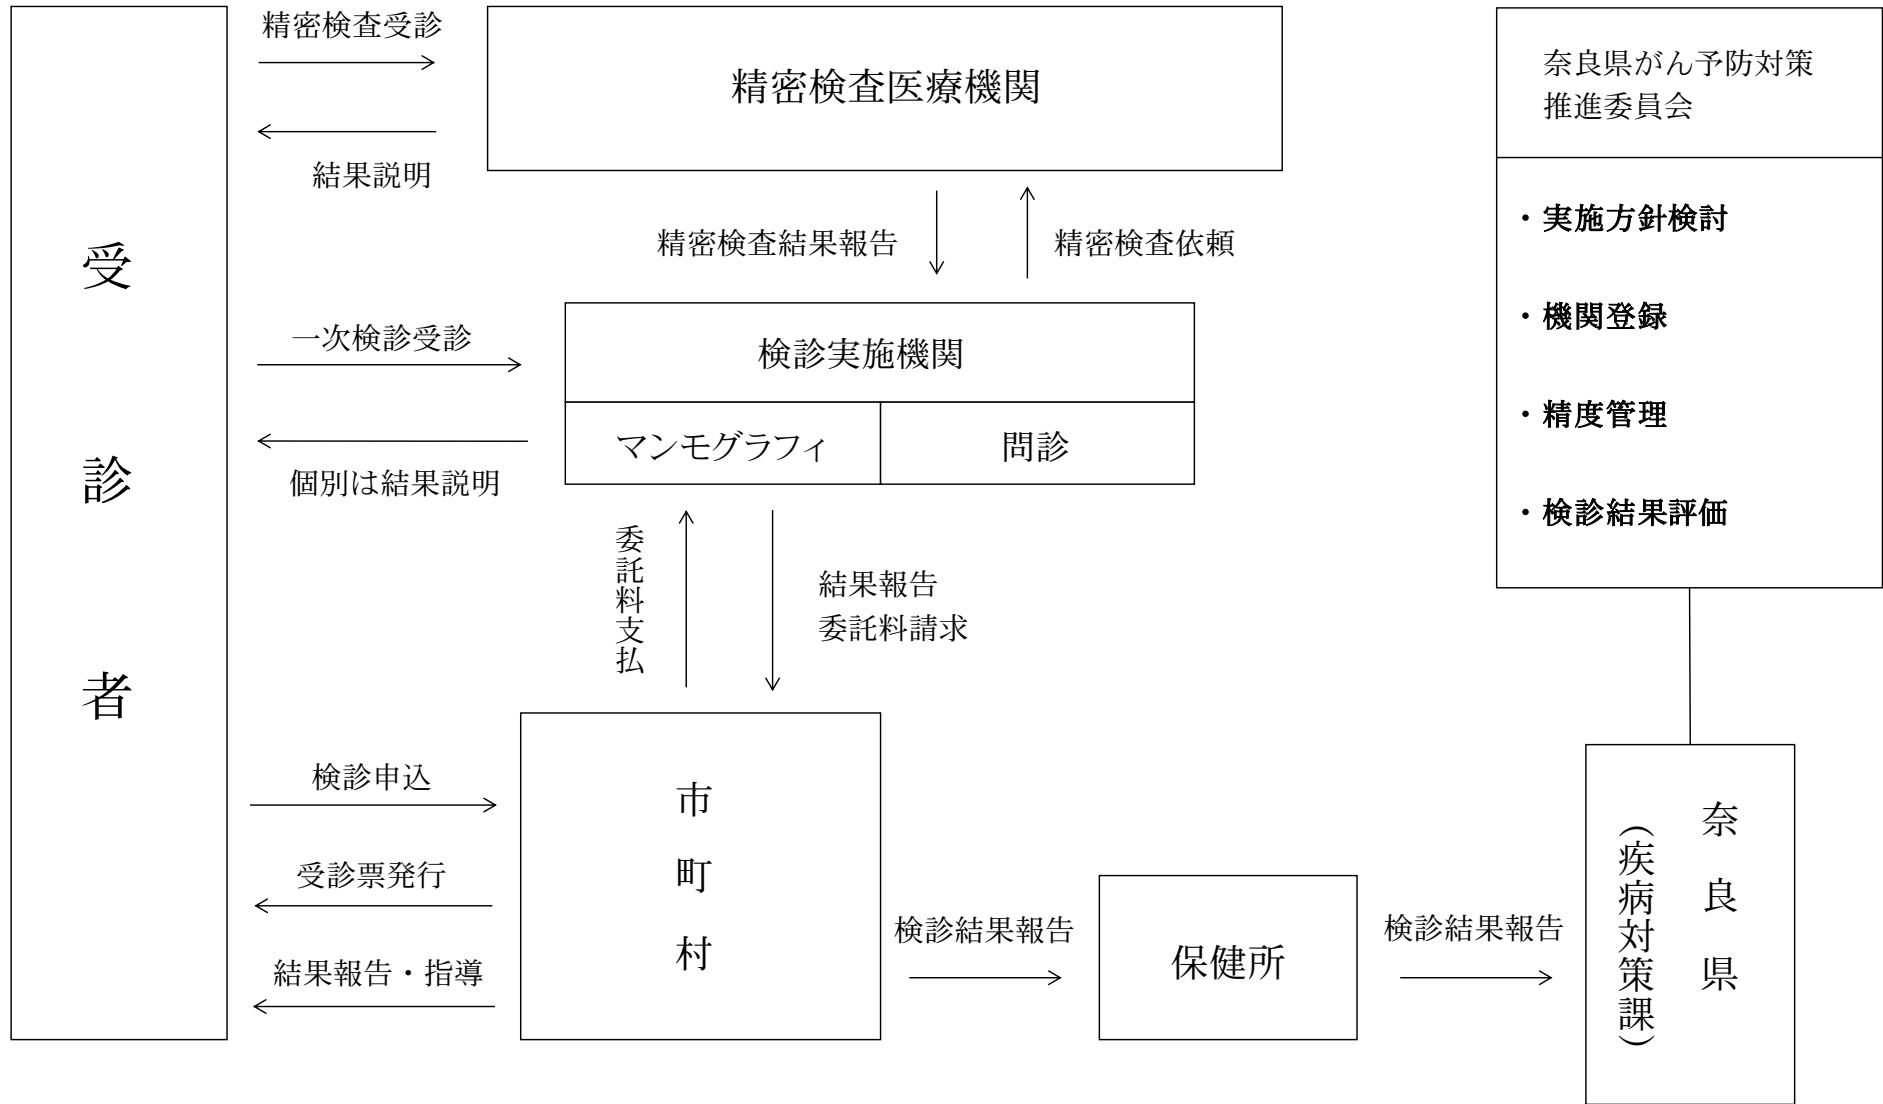 受診者
精密検査受診
結果説明
精密検査医療機関
精密検査結果報告
精密検査依頼
一次検診受診
個別は結果説明
検診実施機関
マンモグラフィ
問診
委託料支払
結果報告
委託料請求
検診申込
受診票発行
結果報告・指導
市町村
検診結果報告
保健所
検診結果報告
奈良県
(疾病対策課)
奈良県がん予防対策
推進委員会
・実施方針検討
・機関登録
・精度管理
・検診結果評価